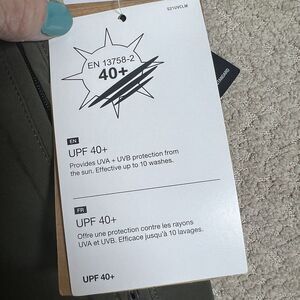 S21UVCLM
EN 13758-2
40+
EN
UPF 40+
Provides UVA + UVB protection from
the sun. Effective up to 10 washes.
FR
UPF 40+
Offre une protection contre les rayons
UVA et UVB. Efficace jusqu'à 10 lavages.
UPF 40+